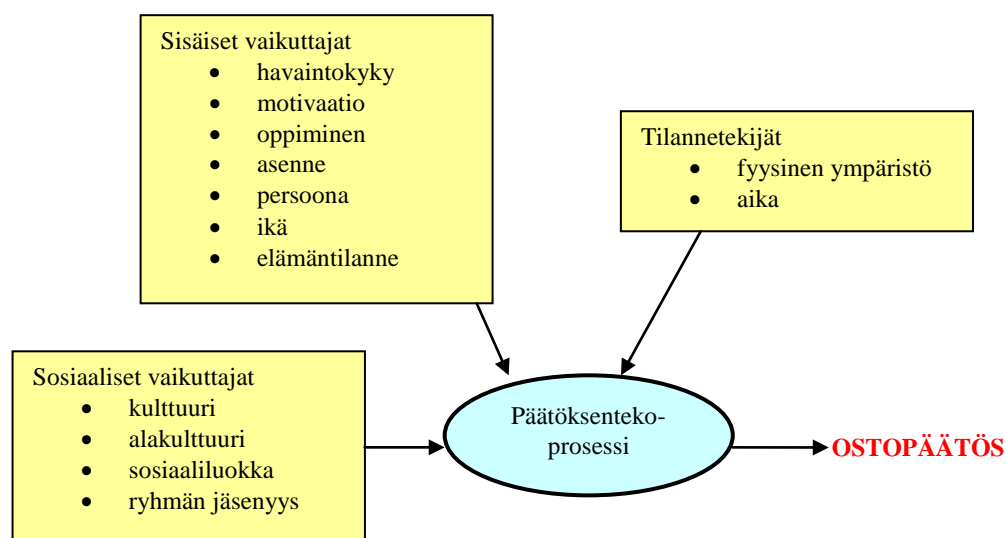 Sisäiset vaikuttajat
• havaintokyky
• motivaatio
• oppiminen
• asenne
• persoona
• ikä
• elämäntilanne
Tilannetekijät
• fyysinen ympäristö
• aika
Sosiaaliset vaikuttajat
• kulttuuri
• alakulttuuri
• sosiaaliluokka
• ryhmän jäsenyys
Päätöksenteko-
prosessi
OSTOPÄÄTÖS